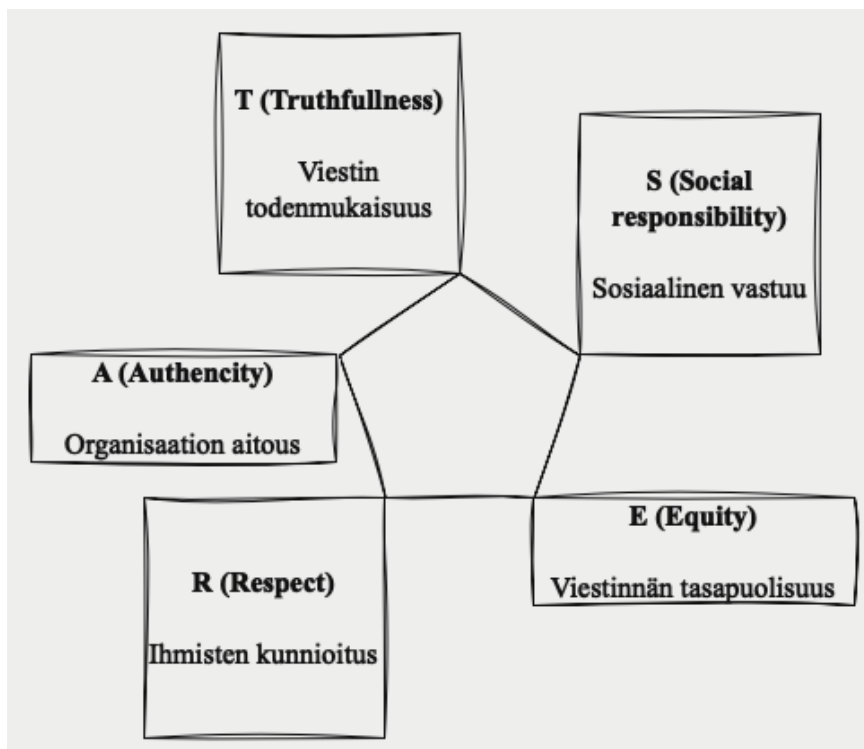 T (Truthfullness)
Viestin
todenmukaisuus
S (Social
responsibility)
Sosiaalinen vastuu
A (Authencity)
Organisaation aitous
R (Respect)
Ihmisten kunnioitus
E (Equity)
Viestinnän tasapuolisuus